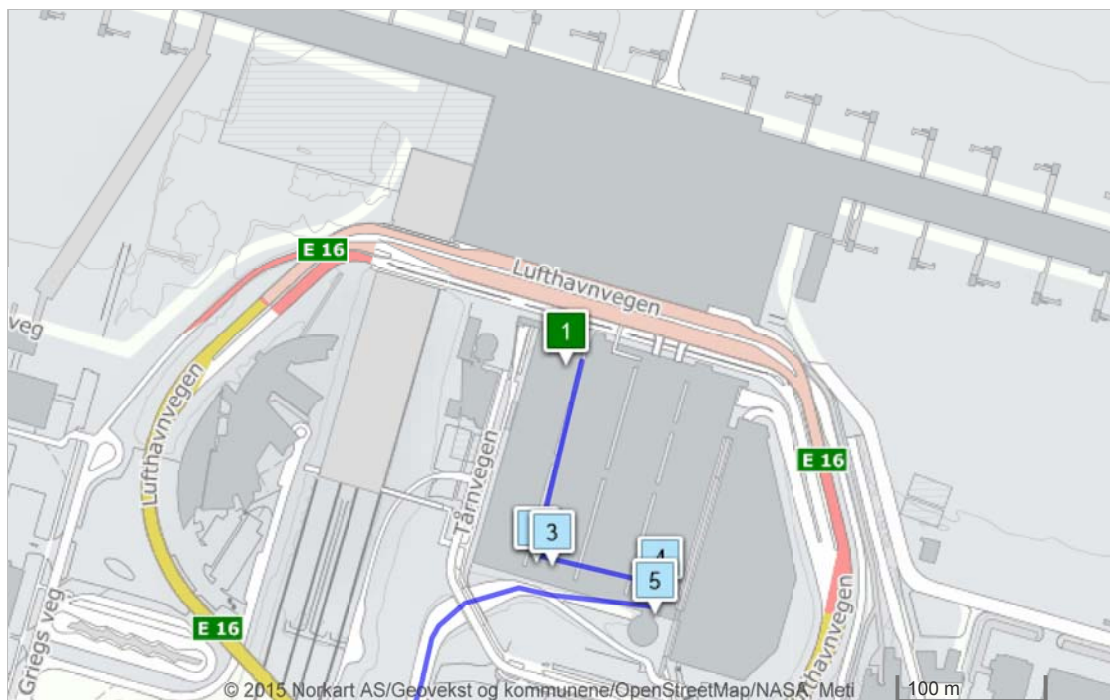 E 16
Lufthavnvegen
1
veg
Lufthavnvegen
E 16
Tårnvegen
3
4
5
Griegs veg
E 16
thavnvegen
© 2015 Norkart AS/Geovekst og kommunene/OpenStreetMap/NASA, Meti
100 m